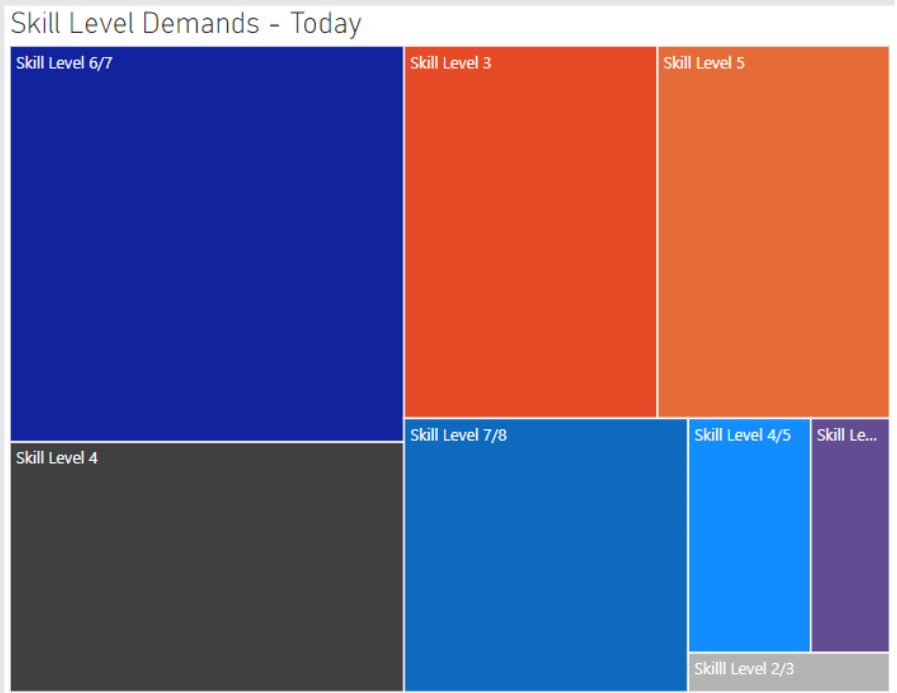 Skill Level Demands - Today
Skill Level 6/7
Skill Level 3
Skill Level 5
Skill Level 4
Skill Level 7/8
Skill Level 4/5
Skill Le...
Skilll Level 2/3